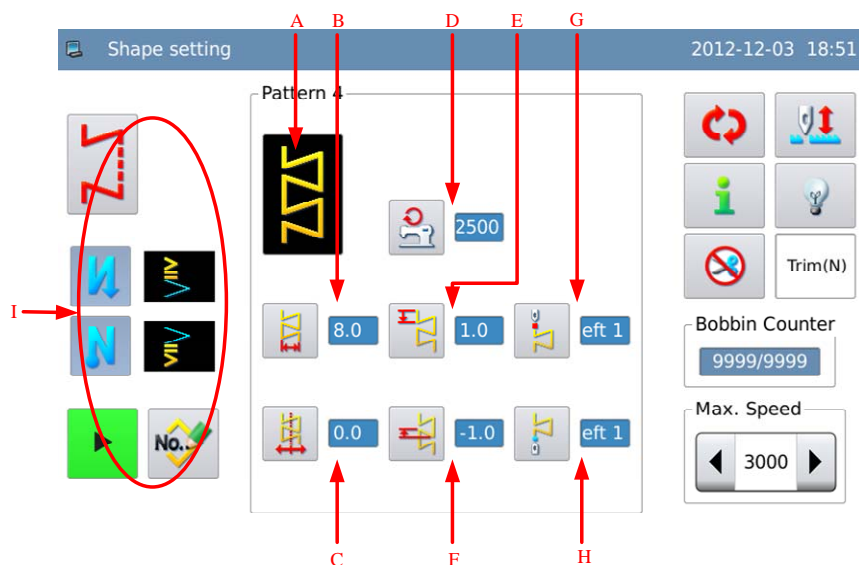 A B D E G
Shape setting 2012-12-03 18:51
Pattern 4
2500
Trim(N)
I
8.0 1.0 eft 1
Bobbin Counter
9999/9999
Max. Speed
No. 0.0 -1.0 eft 1
3000
C F H